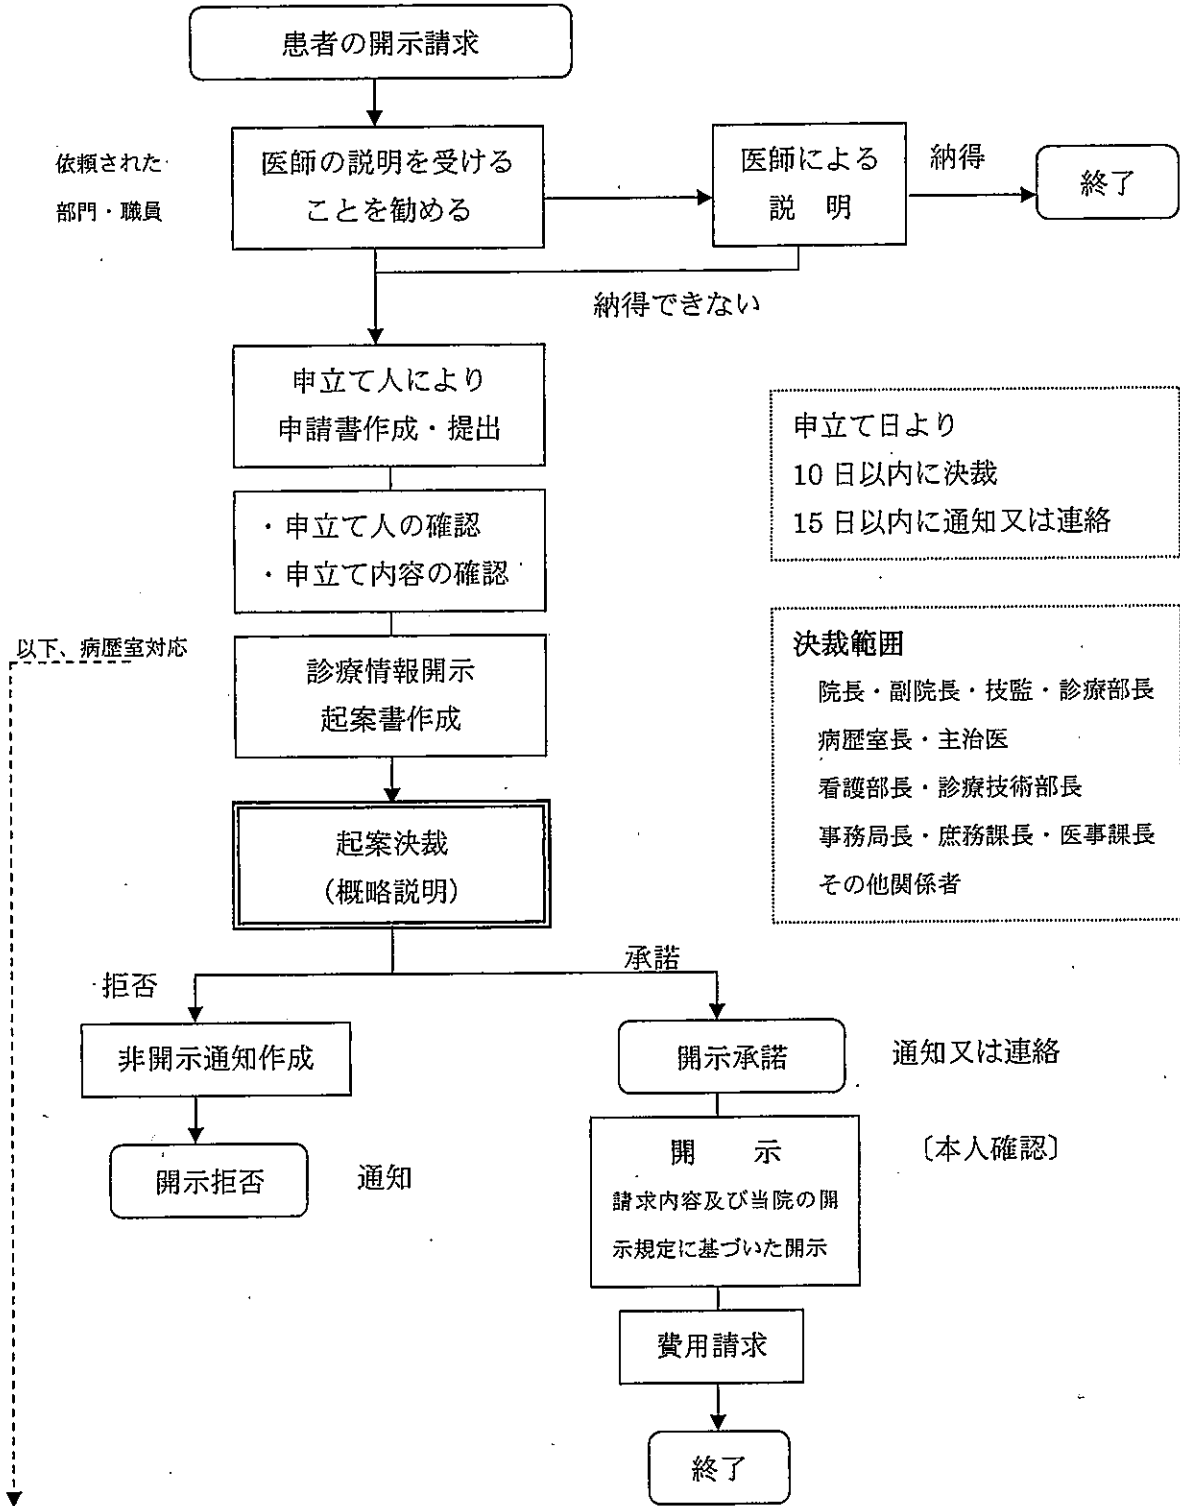 患者の開示請求
依頼された
部門・職員
医師の説明を受ける
ことを勧める
医師による
説　明
納得
終了
納得できない
申立て人により
申請書作成・提出
申立て日より
10 日以内に決裁
15 日以内に通知又は連絡
・申立て人の確認
・申立て内容の確認
以下、病歴室対応
診療情報開示
起案書作成
決裁範囲
院長・副院長・技監・診療部長
病歴室長・主治医
看護部長・診療技術部長
事務局長・庶務課長・医事課長
その他関係者
起案決裁
（概略説明）
拒否
承諾
非開示通知作成
開示承諾
通知又は連絡
開示拒否
通知
開　　示
請求内容及び当院の開
示規定に基づいた開示
〔本人確認〕
費用請求
終了